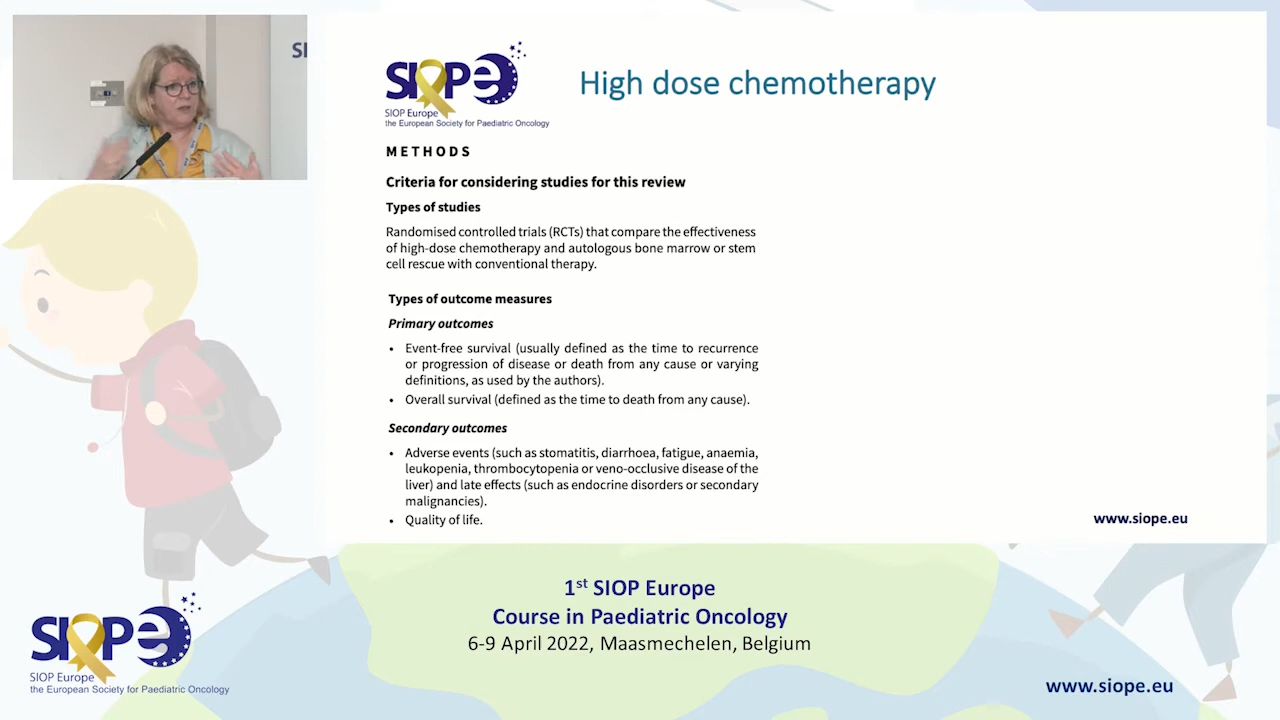 SI
SIOPe
SIOP Europe
the European Society for Paediatric Oncology
High dose chemotherapy
METHODS
Criteria for considering studies for this review
Types of studies
Randomised controlled trials (RCTs) that compare the effectiveness
of high-dose chemotherapy and autologous bone marrow or stem
cell rescue with conventional therapy.
Types of outcome measures
Primary outcomes
• Event-free survival (usually defined as the time to recurrence
or progression of disease or death from any cause or varying
definitions, as used by the authors).
• Overall survival (defined as the time to death from any cause).
Secondary outcomes
• Adverse events (such as stomatitis, diarrhoea, fatigue, anaemia,
leukopenia, thrombocytopenia or veno-occlusive disease of the
liver) and late effects (such as endocrine disorders or secondary
malignancies).
• Quality of life.
www.siope.eu
1st SIOP Europe
Course in Paediatric Oncology
6-9 April 2022, Maasmechelen, Belgium
SIOPe
SIOP Europe
the European Society for Paediatric Oncology
www.siope.eu